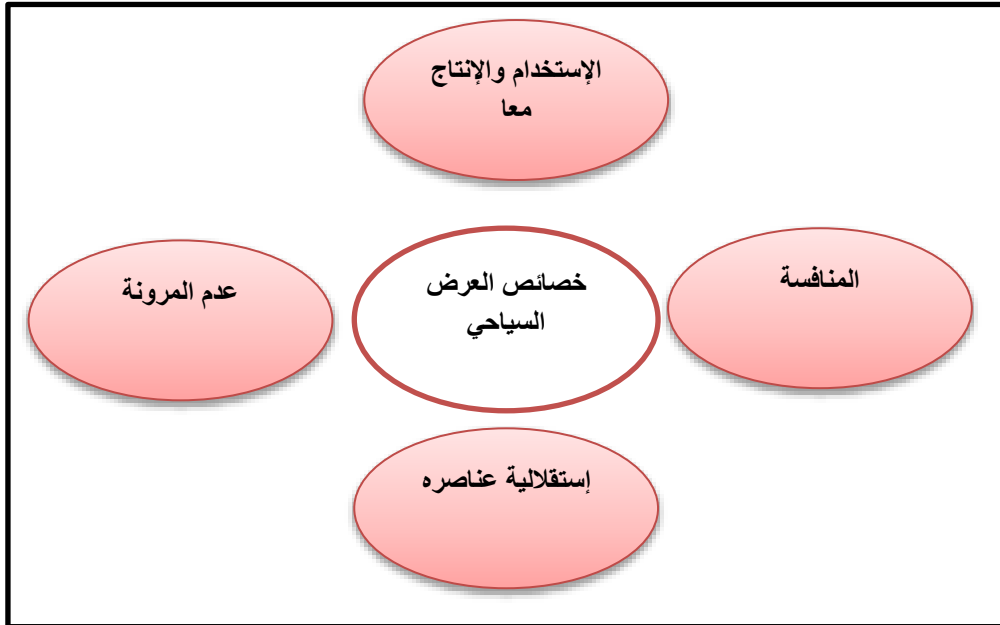 الإستخدام والإنتاج
معا
المنافسة
خصائص العرض
السياحي
عدم المرونة
إستقلالية عناصره